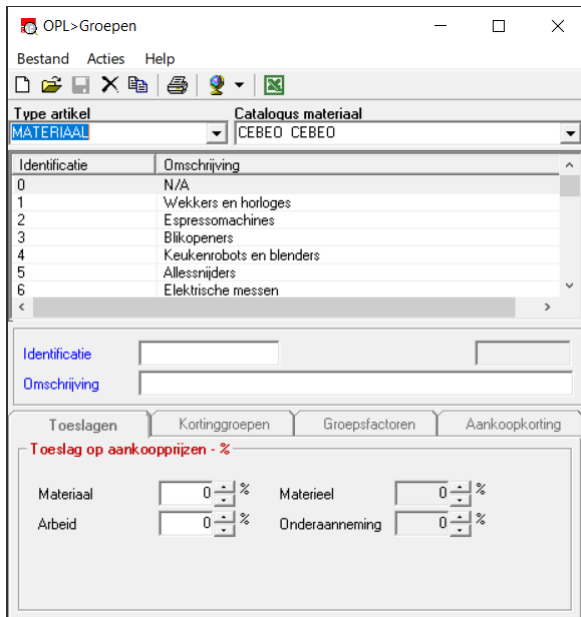 OPL>Groepen
Bestand Acties Help
Type artikel Catalogus materiaal
MATERIAAL CEBEO CEBEO
Identificatie Omschrijving
0 N/A
1 Wekkers en horloges
2 Espressomachines
3 Blikopeners
4 Keukenrobots en blenders
5 Allessnijders
6 Elektrische messen
Identificatie
Omschrijving
Toeslagen Kortinggroepen Groepsfactoren Aankoopkorting
Toeslag op aankoopprijzen - %
Materiaal 0 % Materieel 0 %
Arbeid 0 % Onderaanneming 0 %